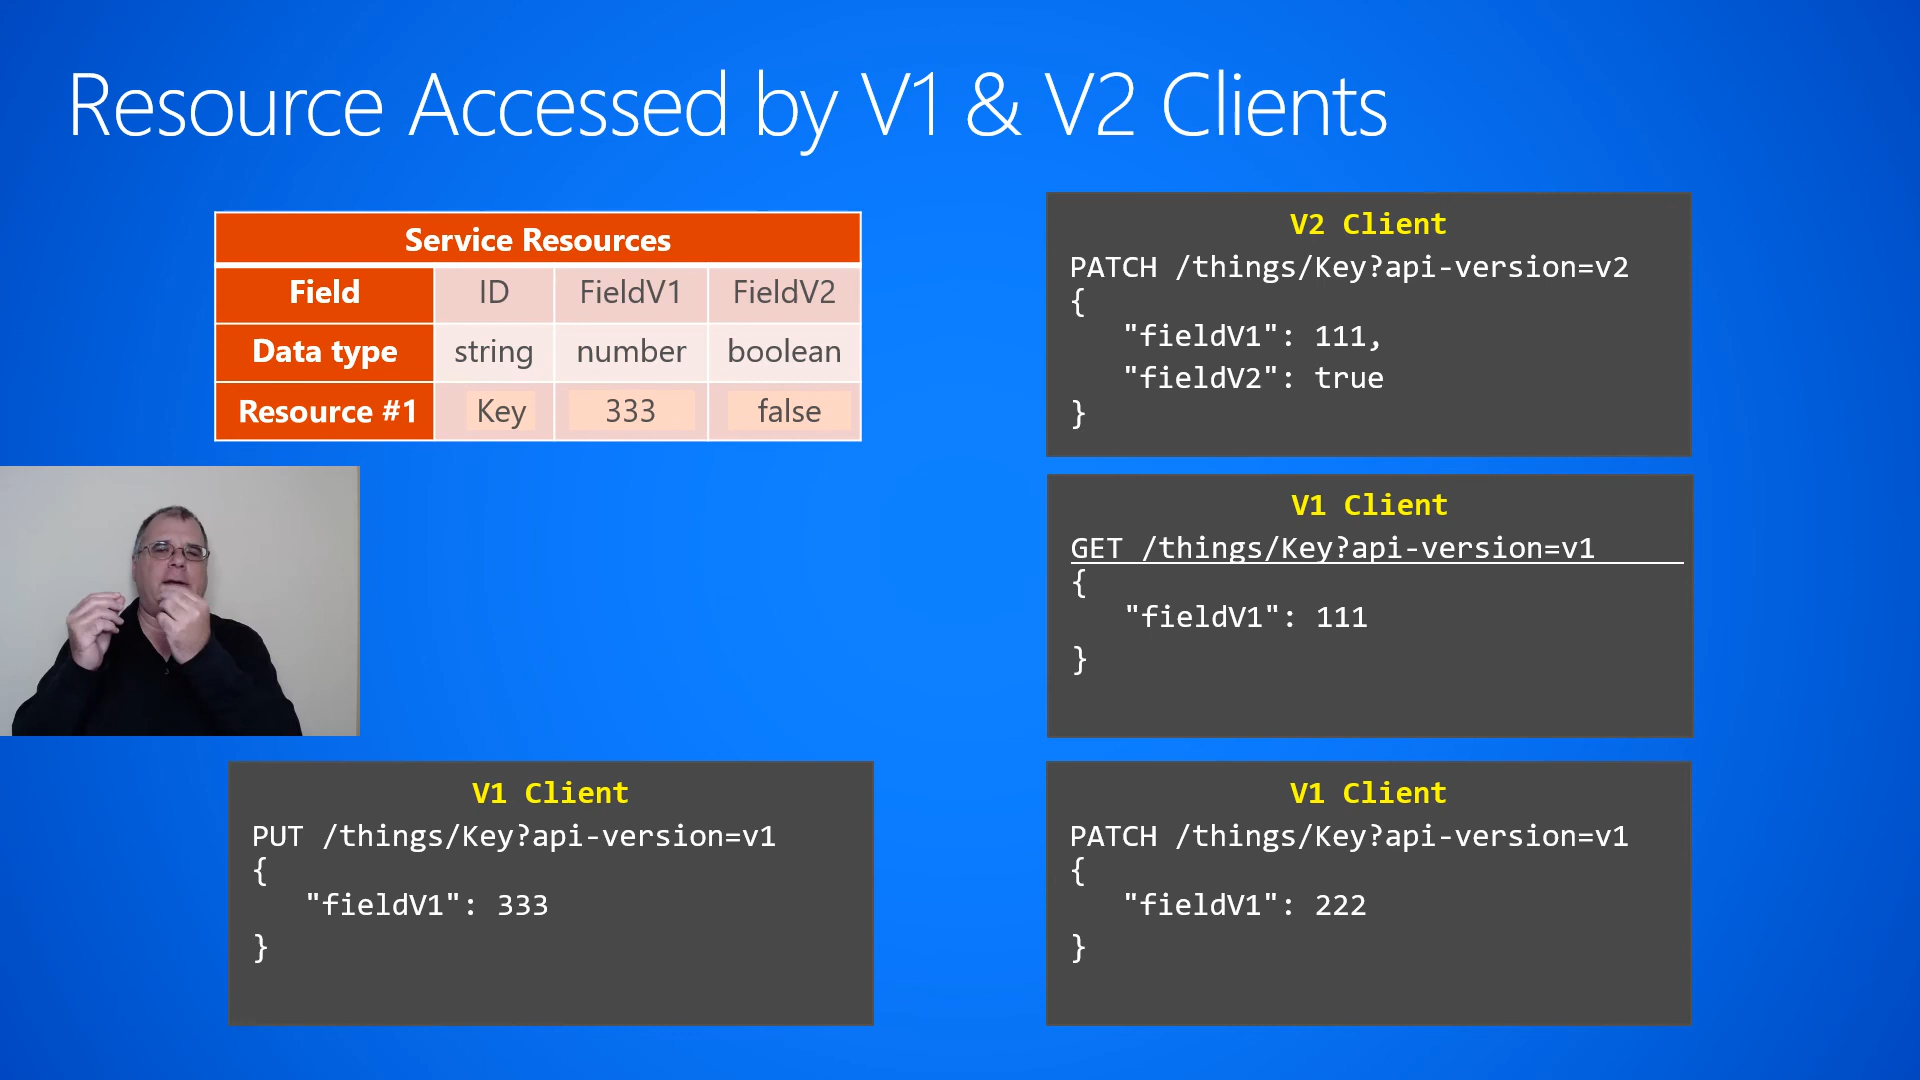 Resource Accessed by V1 & V2 Clients
Service Resources
Field ID FieldV1 FieldV2
Data type string number boolean
Resource #1 Key 333 false
V2 Client
PATCH /things/Key?api-version=v2
{
"fieldV1": 111,
"fieldV2": true
}
V1 Client
GET /things/Key?api-version=v1
{
"fieldV1": 111
}
V1 Client
PUT /things/Key?api-version=v1
{
"fieldV1": 333
}
V1 Client
PATCH /things/Key?api-version=v1
{
"fieldV1": 222
}